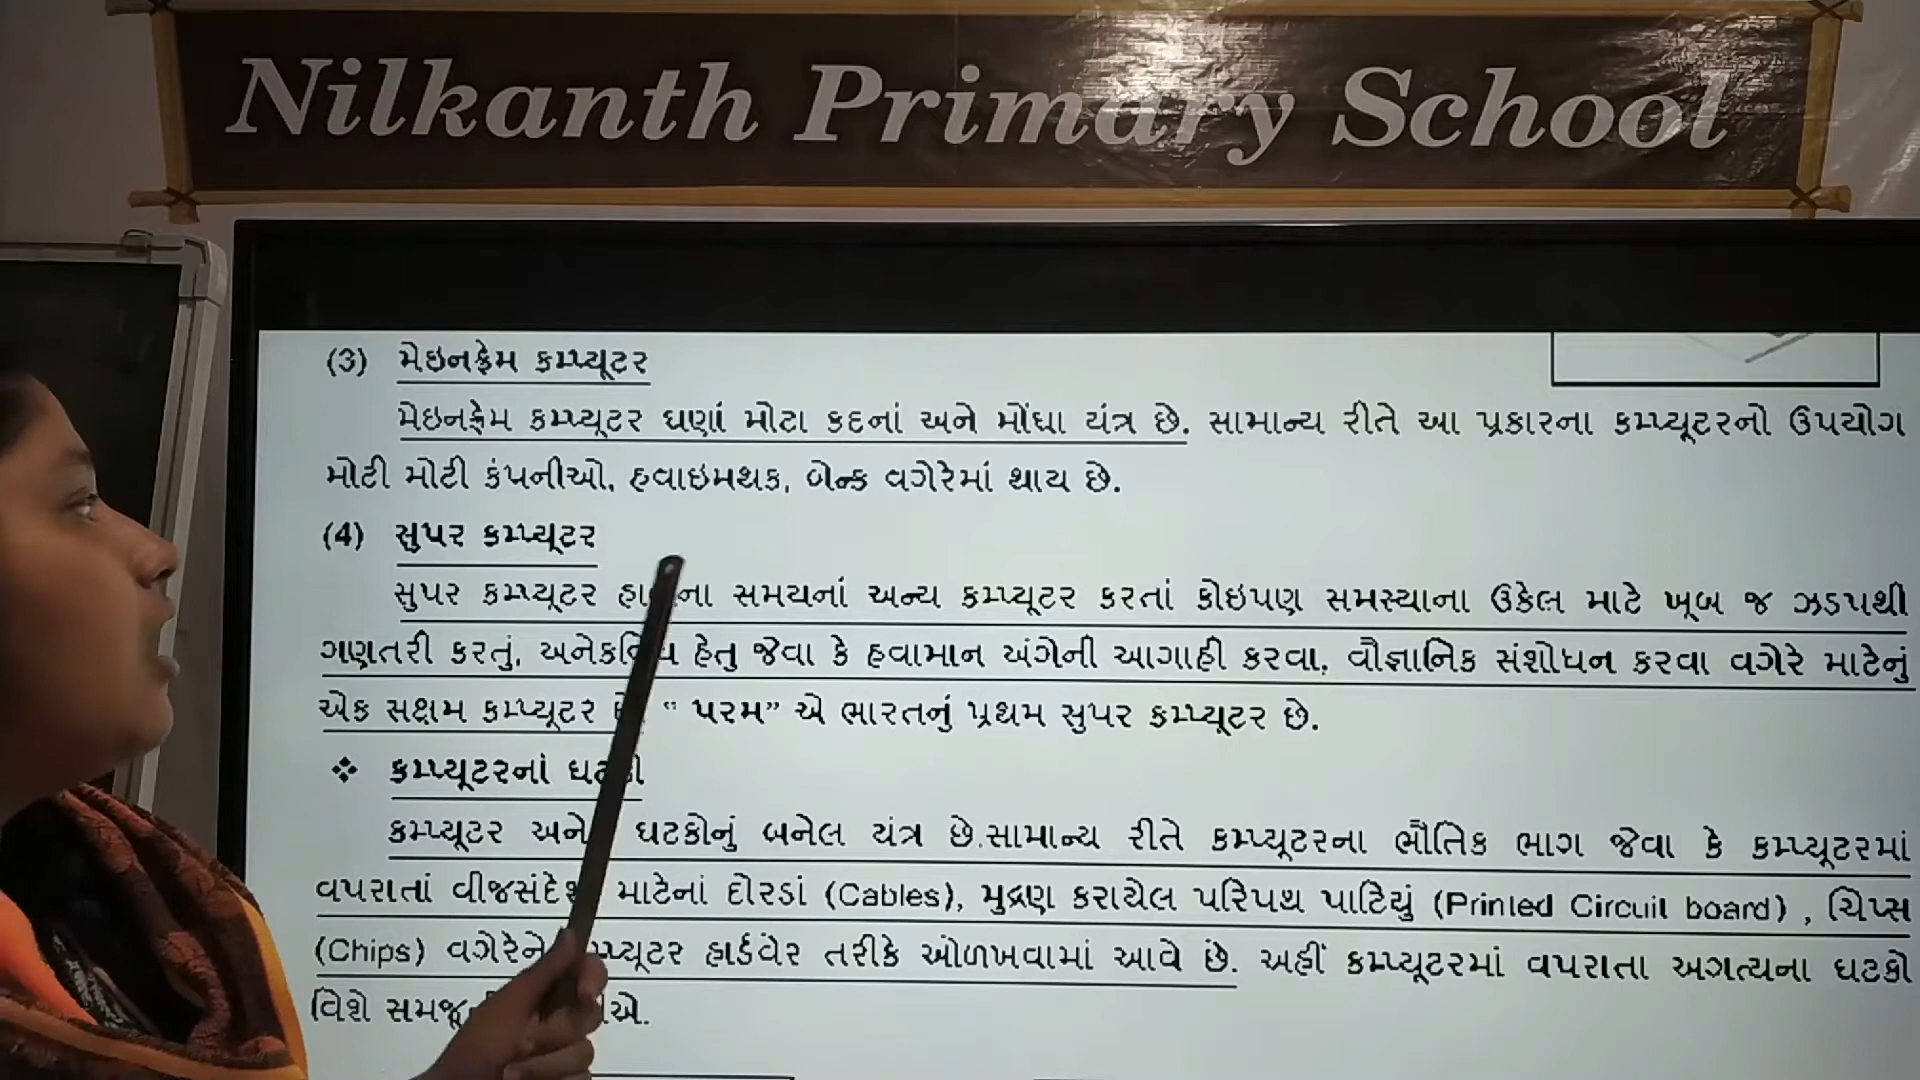 Nilkanth Primary School
(3) મેઇનફ્રેમ કમ્પ્યૂટર
મેઇનફ્રેમ કમ્પ્યૂટર ઘણાં મોટા કદનાં અને મોંઘા યંત્ર છે. સામાન્ય રીતે આ પ્રકારના કમ્પ્યૂટરનો ઉપયોગ
મોટી મોટી કંપનીઓ, હવાઇમથક, બેન્ક વગેરેમાં થાય છે.
(4) સુપર કમ્પ્યૂટર
સુપર કમ્પ્યૂટર સમયનાં અન્ય કમ્પ્યૂટર કરતાં કોઇપણ સમસ્યાના ઉકેલ માટે ખૂબ જ ઝડપથી
ગણતરી કરતું, હેતુ જેવા કે હવામાન અંગેની આગાહી કરવા, વૈજ્ઞાનિક સંશોધન કરવા વગેરે માટેનું
એક સક્ષમ કમ્પ્યૂટર “ પરમ” એ ભારતનું પ્રથમ સુપર કમ્પ્યૂટર છે.
❖ કમ્પ્યૂટરનાં
કમ્પ્યૂટર ઘટકોનું બનેલ યંત્ર છે.સામાન્ય રીતે કમ્પ્યૂટરના ભૌતિક ભાગ જેવા કે કમ્પ્યૂટરમાં
વપરાતાં માટેનાં દોરડાં (Cables), મુદ્રણ કરાયેલ પરિપથ પાટિયું (Printed Circuit board) , ચિપ્સ
(Chips) વગેરેને હાર્ડવેર તરીકે ઓળખવામાં આવે છે. અહીં કમ્પ્યૂટરમાં વપરાતા અગત્યના ઘટકો
વિશે